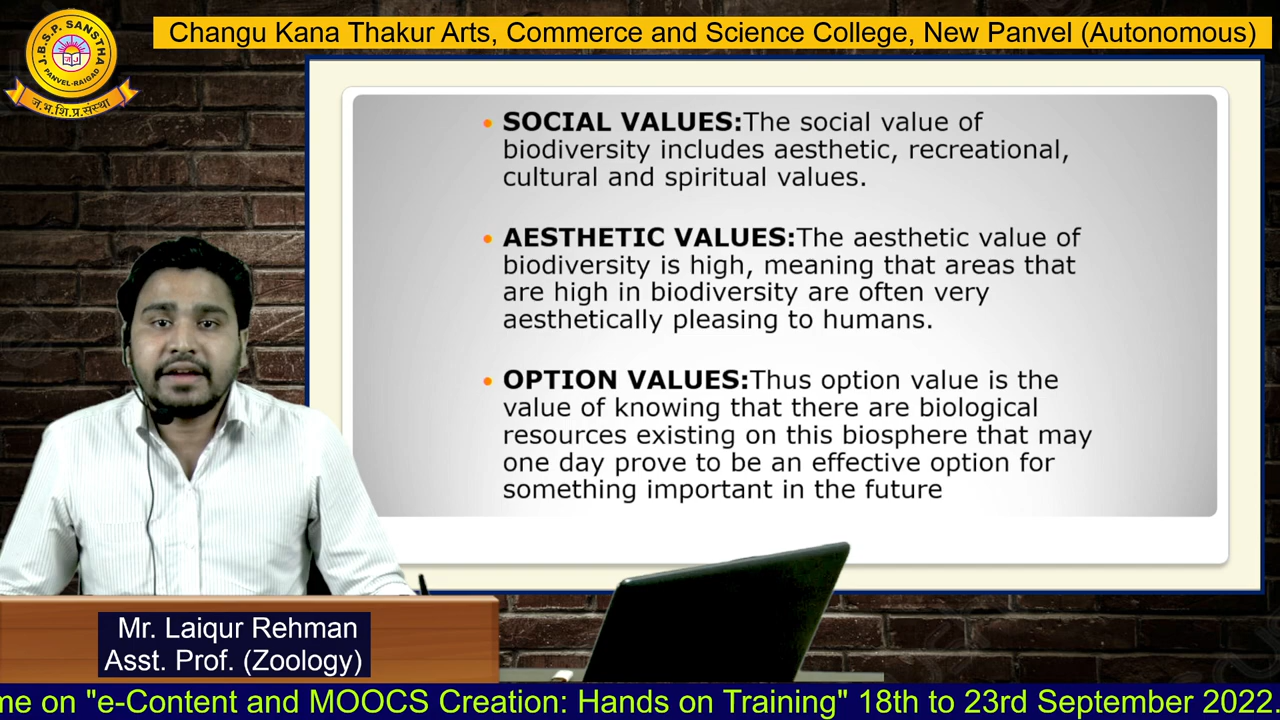 Changu Kana Thakur Arts, Commerce and Science College, New Panvel (Autonomous)
J.B.S.P. SANSTHA
PANVEL-RAIGAD
ज.भ.शि.प्र.संस्था
• SOCIAL VALUES:The social value of
biodiversity includes aesthetic, recreational,
cultural and spiritual values.
• AESTHETIC VALUES:The aesthetic value of
biodiversity is high, meaning that areas that
are high in biodiversity are often very
aesthetically pleasing to humans.
• OPTION VALUES:Thus option value is the
value of knowing that there are biological
resources existing on this biosphere that may
one day prove to be an effective option for
something important in the future
Mr. Laiqur Rehman
Asst. Prof. (Zoology)
me on "e-Content and MOOCS Creation: Hands on Training" 18th to 23rd September 2022.